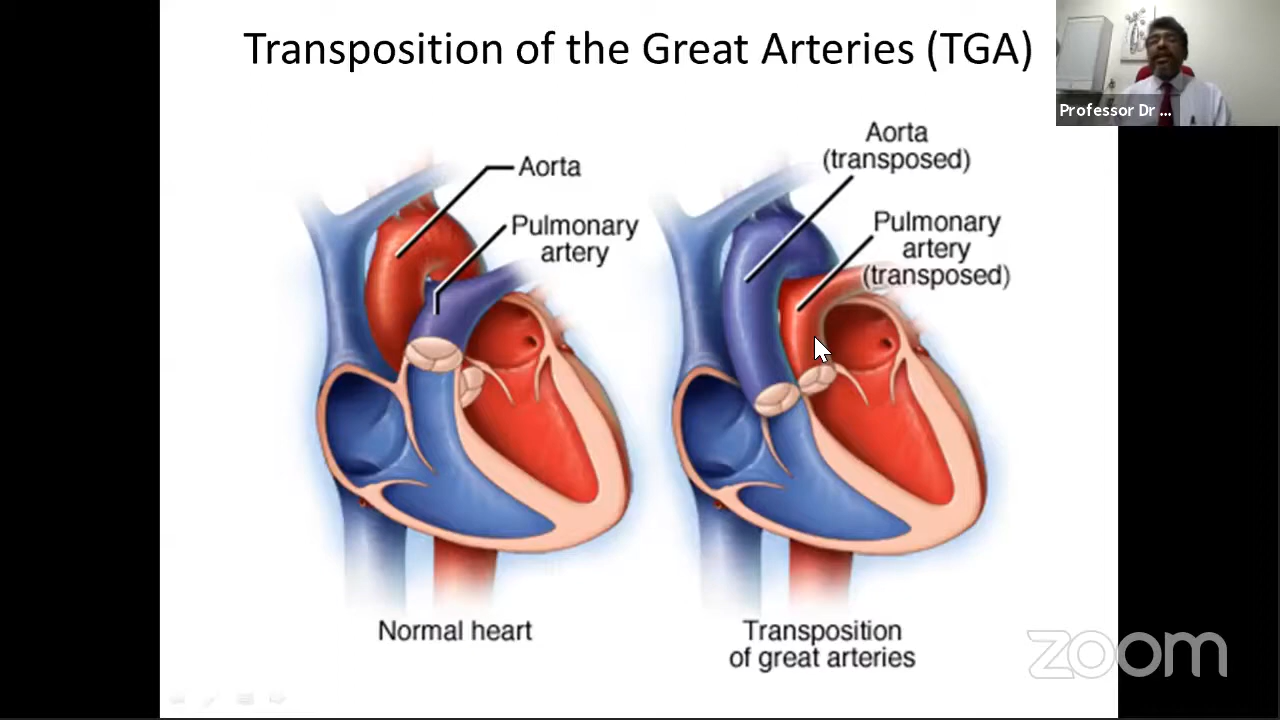 Transposition of the Great Arteries (TGA)
Professor Dr ...
Aorta
Pulmonary
artery
Aorta
(transposed)
Pulmonary
artery
(transposed)
Normal heart
Transposition
of great arteries
zoom